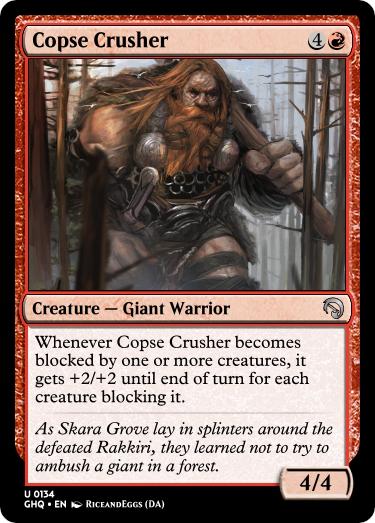 Copse Crusher 4
Creature — Giant Warrior
Whenever Copse Crusher becomes
blocked by one or more creatures, it
gets +2/+2 until end of turn for each
creature blocking it.
As Skara Grove lay in splinters around the
defeated Rakkiri, they learned not to try to
ambush a giant in a forest.
4/4
U 0134
GHQ • EN RiceandEggs (DA)